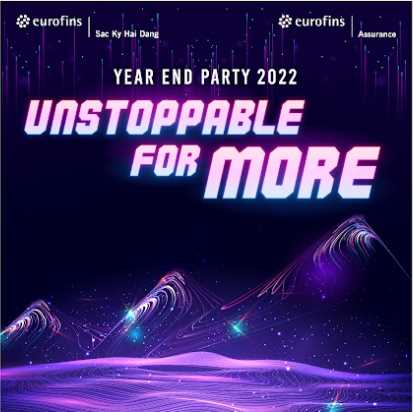 eurofins
Sac Ky Hai Dang
eurofins
Assurance
YEAR END PARTY 2022
UNSTOPPABLE
FOR MORE